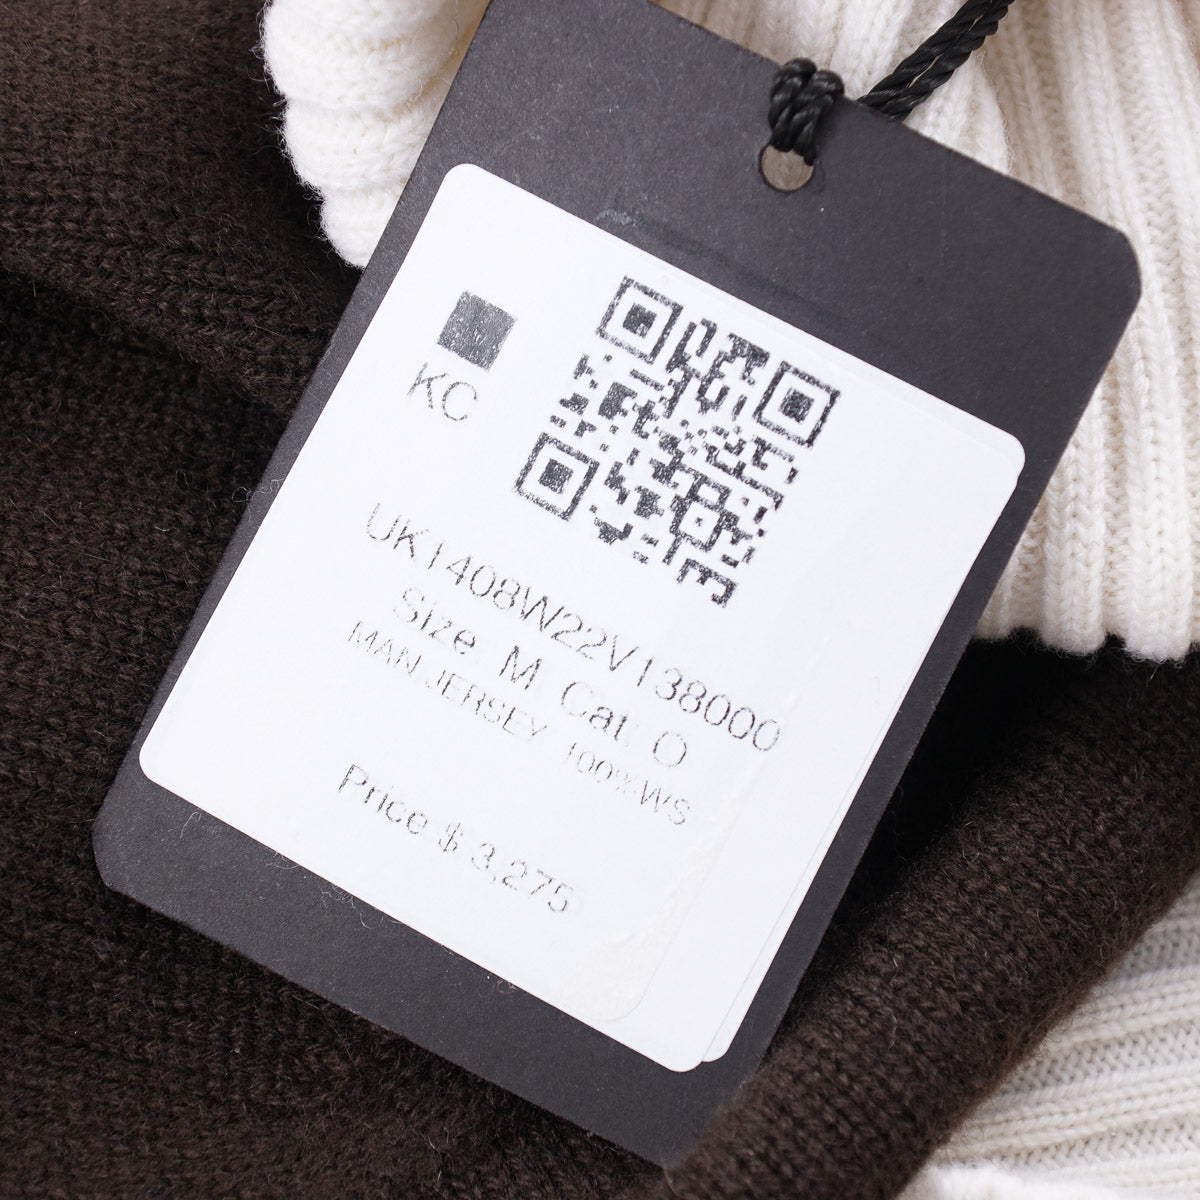 KC
UK1408W22V138000
Size M Cat: O
MAN JERSEY 100%WS
Price $ 3,275